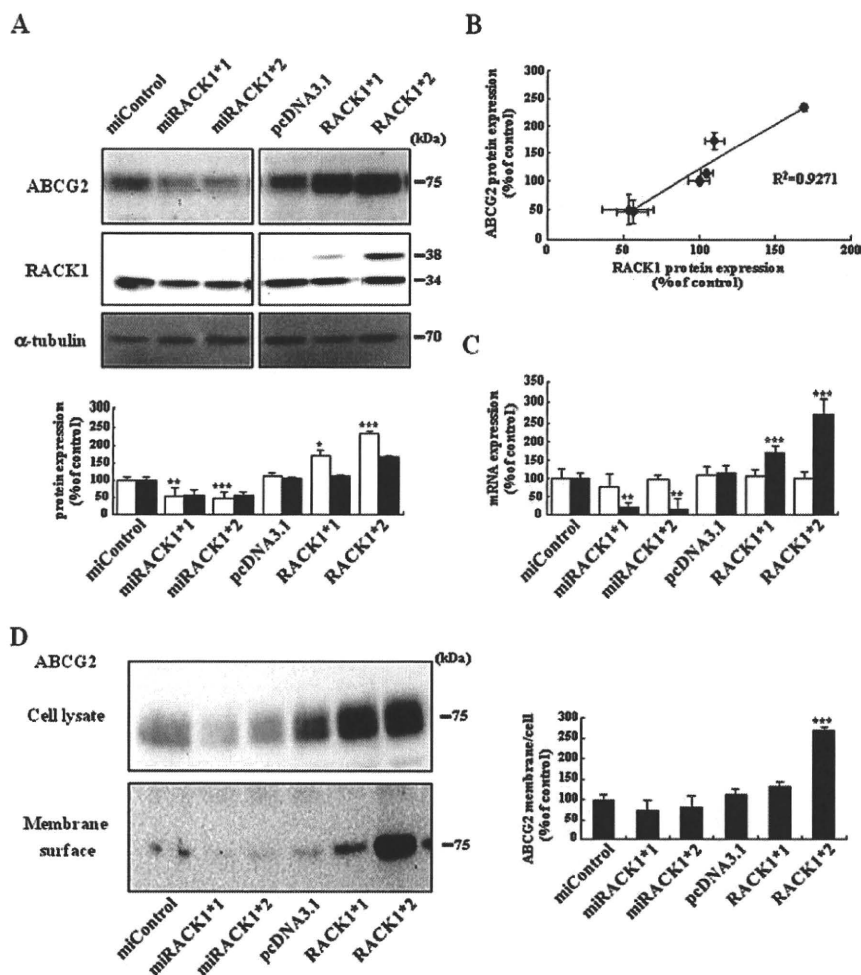 A
miControl
miRACK1*1
miRACK1*2
pcDNA3.1
RACK1*1
RACK1*2
(kDa)
ABCG2
75
RACK1
38
34
α-tubulin
70
protein expression
(%of control)
300
250
200
150
100
50
0
**
***
*
***
miControl
miRACK1*1
miRACK1*2
pcDNA3.1
RACK1*1
RACK1*2
B
ABCG2 protein expression
(%of control)
300
250
200
150
100
50
0
R²=0.9271
0
50
100
150
200
RACK1 protein expression
(%of control)
C
mRNA expression
(%of control)
350
300
250
200
150
100
50
0
**
**
***
***
miControl
miRACK1*1
miRACK1*2
pcDNA3.1
RACK1*1
RACK1*2
D
ABCG2
(kDa)
Cell lysate
75
Membrane
surface
75
miControl
miRACK1*1
miRACK1*2
pcDNA3.1
RACK1*1
RACK1*2
ABCG2 membrane/cell
(%of control)
300
250
200
150
100
50
0
***
miControl
miRACK1*1
miRACK1*2
pcDNA3.1
RACK1*1
RACK1*2